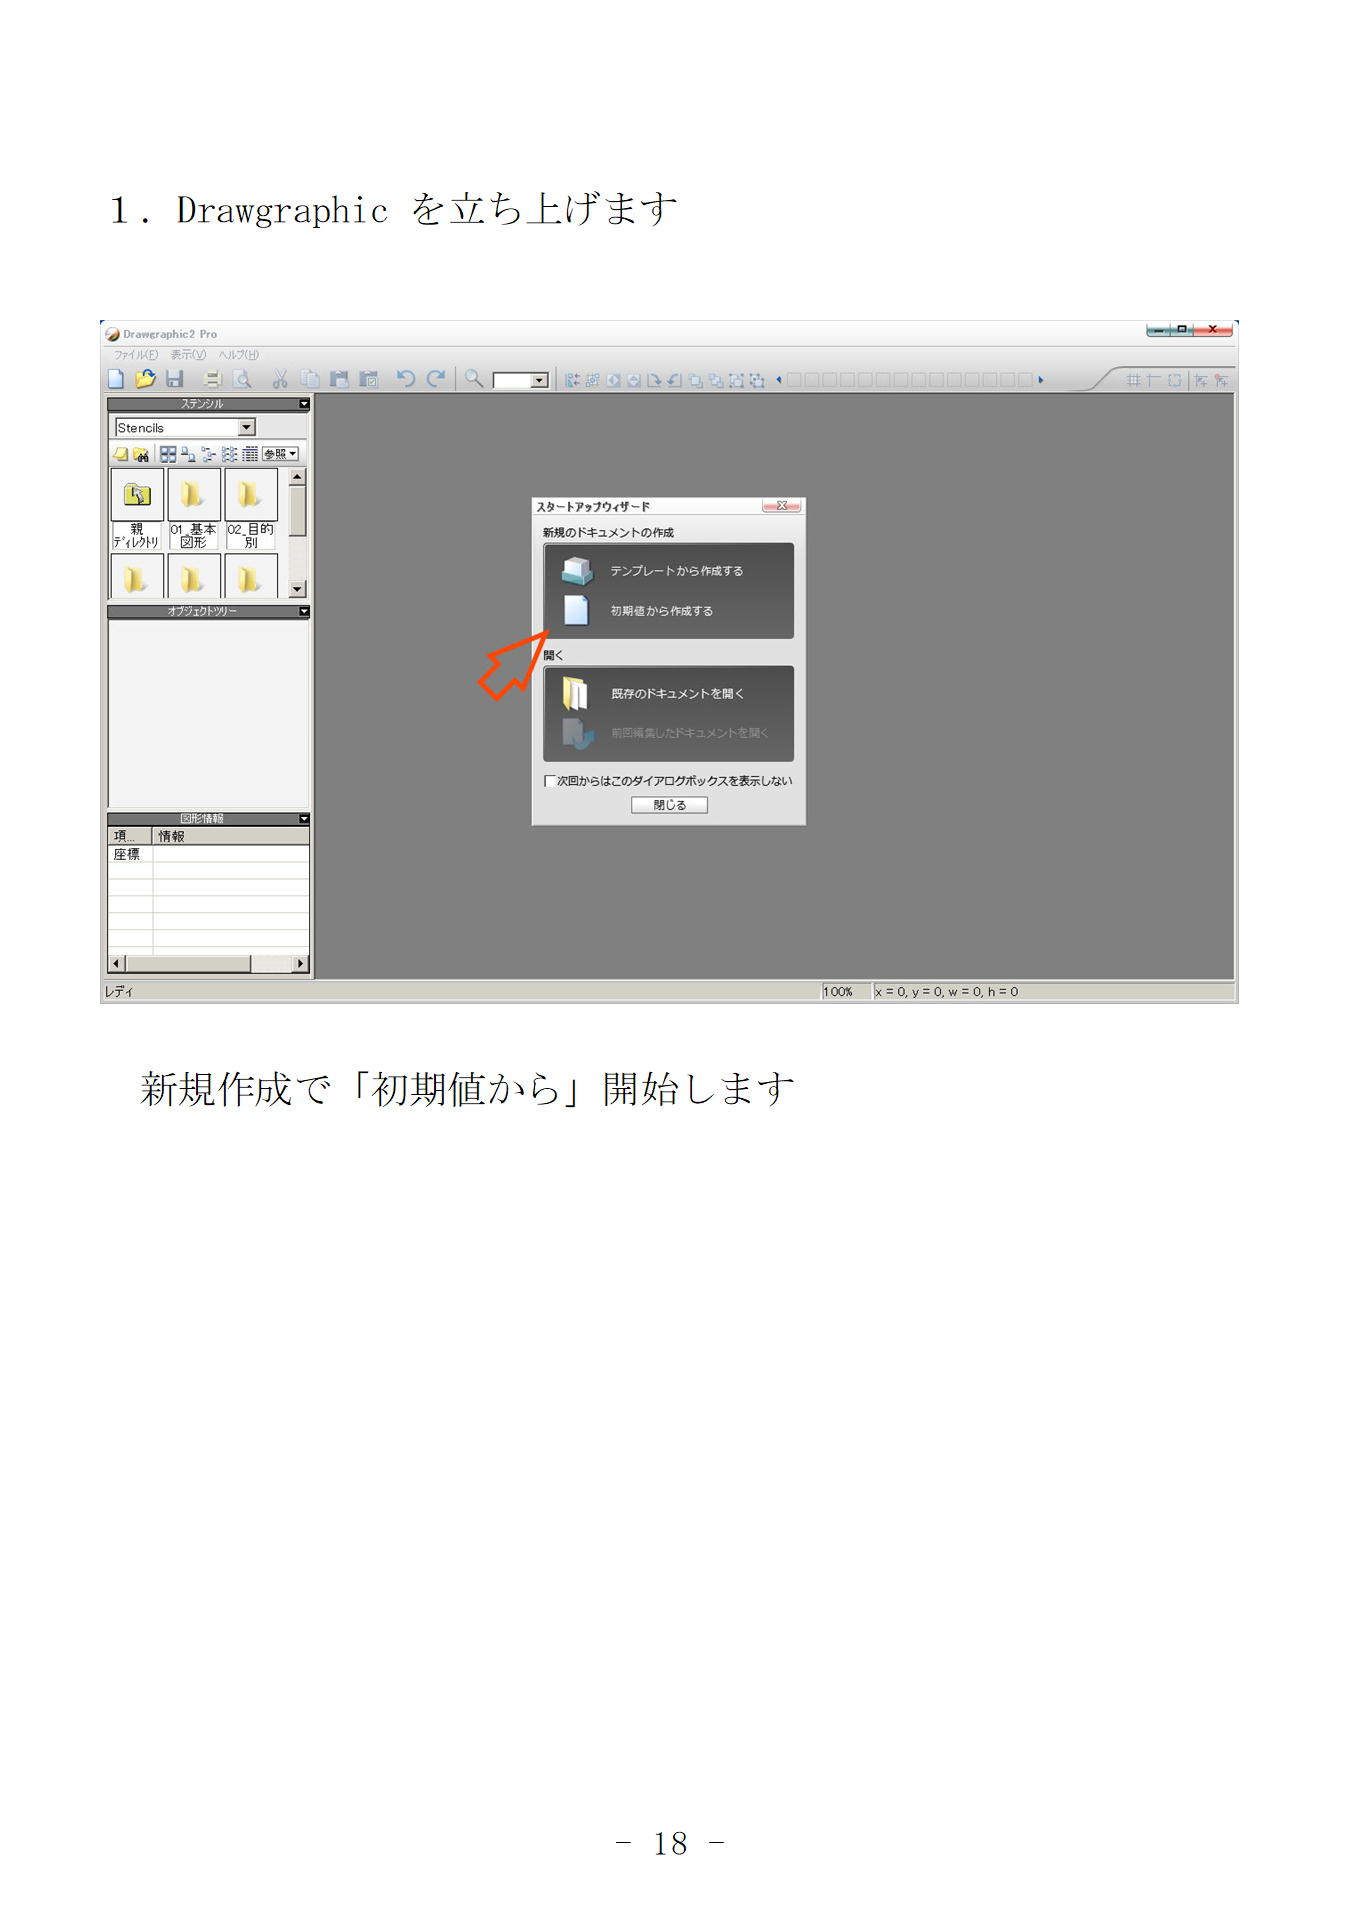 １．Drawgraphic を立ち上げます
Drawgraphic2 Pro
ファイル(F) 表示(V) ヘルプ(H)
ステンシル
Stencils
参照
親ディレクトリ
01_基本図形
02_目的別
オブジェクトツリー
図形情報
項... 情報
座標
スタートアップウィザード
新規のドキュメントの作成
テンプレートから作成する
初期値から作成する
開く
既存のドキュメントを開く
前回編集したドキュメントを開く
次回からはこのダイアログボックスを表示しない
閉じる
レディ
100% x = 0, y = 0, w = 0, h = 0
新規作成で「初期値から」開始します
- 18 -